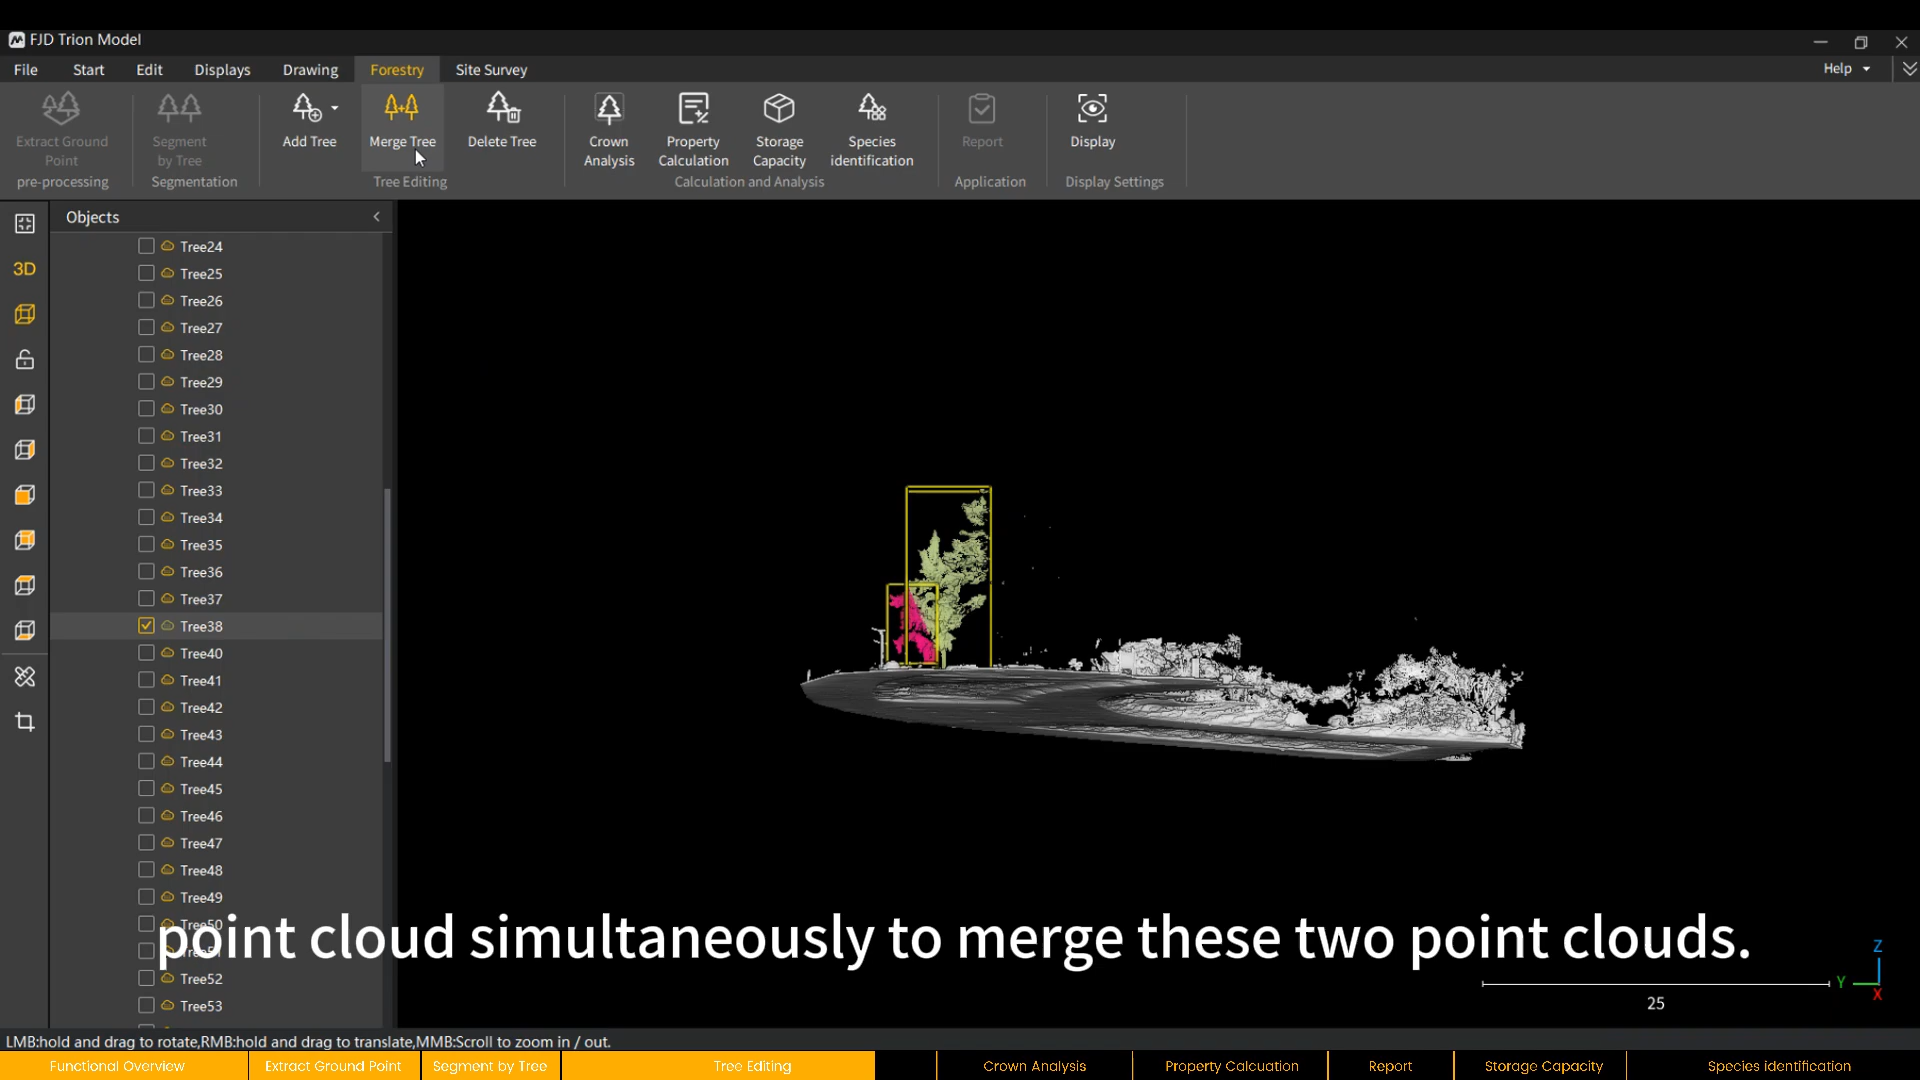 FJD Trion Model
File Start Edit Displays Drawing Forestry Site Survey Help
Extract Ground
Point
pre-processing
Segment
by Tree
Segmentation
Add Tree
Merge Tree
Delete Tree
Tree Editing
Crown
Analysis
Property
Calculation
Storage
Capacity
Species
identification
Calculation and Analysis
Report
Application
Display
Display Settings
3D
Objects
Tree24
Tree25
Tree26
Tree27
Tree28
Tree29
Tree30
Tree31
Tree32
Tree33
Tree34
Tree35
Tree36
Tree37
Tree38
Tree40
Tree41
Tree42
Tree43
Tree44
Tree45
Tree46
Tree47
Tree48
Tree49
Tree50
Tree52
Tree53
point cloud simultaneously to merge these two point clouds.
Z
Y
X
25
LMB:hold and drag to rotate,RMB:hold and drag to translate,MMB:Scroll to zoom in / out.
Functional Overview Extract Ground Point Segment by Tree Tree Editing Crown Analysis Property Calcuation Report Storage Capacity Species identification